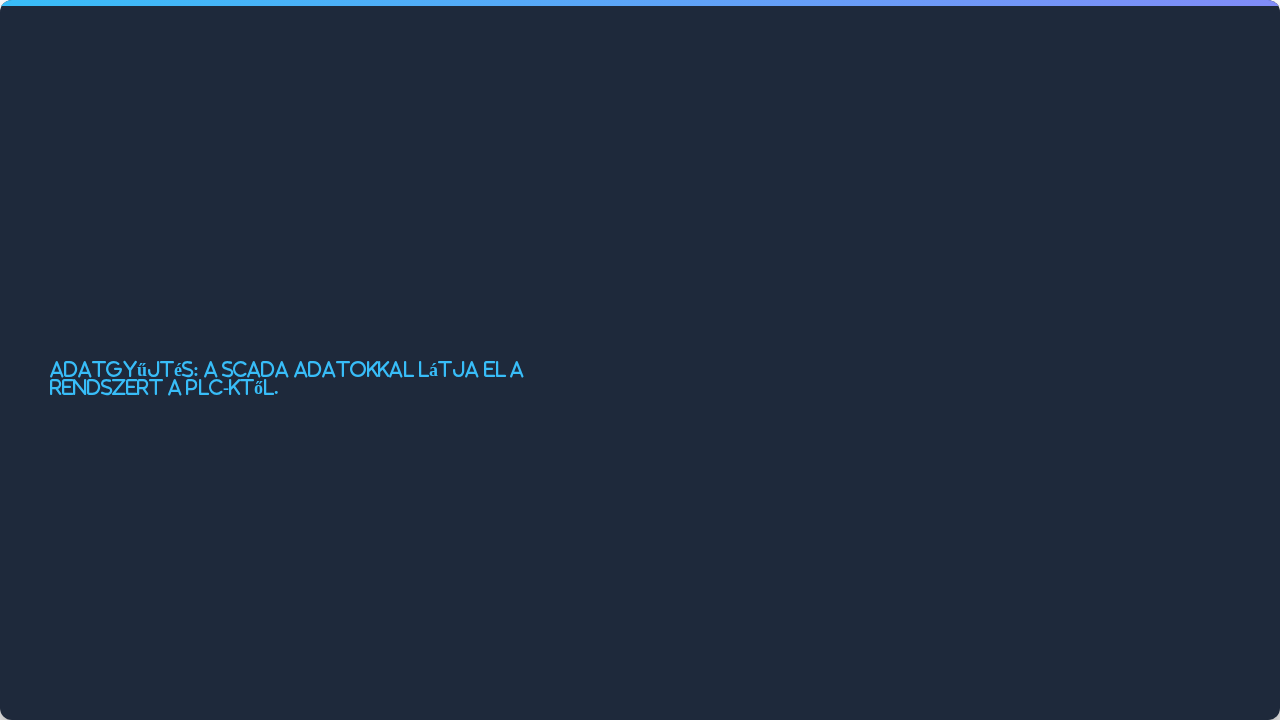 ADATGYűJTéS: A SCADA ADATOKKAL LáTJA EL A
RENDSZERT A PLC-KTőL.